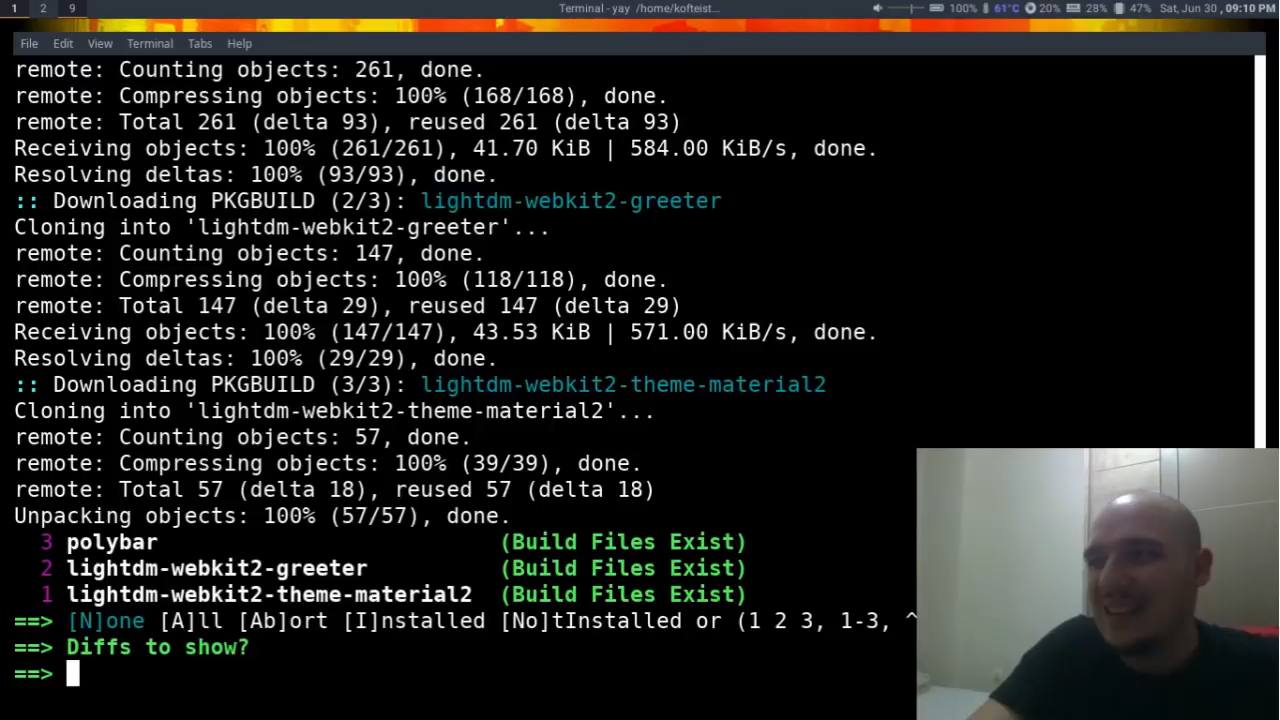 1 2 9 Terminal - yay /home/kofteist... 100% 61°C 20% 28% 47% Sat, Jun 30 , 09:10 PM
File Edit View Terminal Tabs Help
remote: Counting objects: 261, done.
remote: Compressing objects: 100% (168/168), done.
remote: Total 261 (delta 93), reused 261 (delta 93)
Receiving objects: 100% (261/261), 41.70 KiB | 584.00 KiB/s, done.
Resolving deltas: 100% (93/93), done.
:: Downloading PKGBUILD (2/3): lightdm-webkit2-greeter
Cloning into 'lightdm-webkit2-greeter'...
remote: Counting objects: 147, done.
remote: Compressing objects: 100% (118/118), done.
remote: Total 147 (delta 29), reused 147 (delta 29)
Receiving objects: 100% (147/147), 43.53 KiB | 571.00 KiB/s, done.
Resolving deltas: 100% (29/29), done.
:: Downloading PKGBUILD (3/3): lightdm-webkit2-theme-material2
Cloning into 'lightdm-webkit2-theme-material2'...
remote: Counting objects: 57, done.
remote: Compressing objects: 100% (39/39), done.
remote: Total 57 (delta 18), reused 57 (delta 18)
Unpacking objects: 100% (57/57), done.
3 polybar (Build Files Exist)
2 lightdm-webkit2-greeter (Build Files Exist)
1 lightdm-webkit2-theme-material2 (Build Files Exist)
==> [N]one [A]ll [Ab]ort [I]nstalled [No]tInstalled or (1 2 3, 1-3, ^
==> Diffs to show?
==>